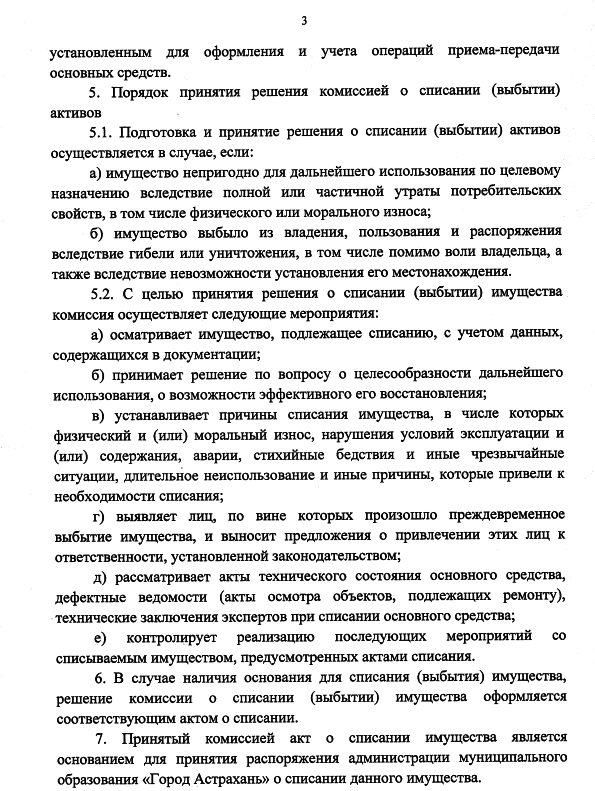 3
установленным для оформления и учета операций приема-передачи
основных средств.
5. Порядок принятия решения комиссией о списании (выбытии)
активов
5.1. Подготовка и принятие решения о списании (выбытии) активов
осуществляется в случае, если:
а) имущество непригодно для дальнейшего использования по целевому
назначению вследствие полной или частичной утраты потребительских
свойств, в том числе физического или морального износа;
б) имущество выбыло из владения, пользования и распоряжения
вследствие гибели или уничтожения, в том числе помимо воли владельца, а
также вследствие невозможности установления его местонахождения.
5.2. С целью принятия решения о списании (выбытии) имущества
комиссия осуществляет следующие мероприятия:
а) осматривает имущество, подлежащее списанию, с учетом данных,
содержащихся в документации;
б) принимает решение по вопросу о целесообразности дальнейшего
использования, о возможности эффективного его восстановления;
в) устанавливает причины списания имущества, в числе которых
физический и (или) моральный износ, нарушения условий эксплуатации и
(или) содержания, аварии, стихийные бедствия и иные чрезвычайные
ситуации, длительное неиспользование и иные причины, которые привели к
необходимости списания;
г) выявляет лиц, по вине которых произошло преждевременное
выбытие имущества, и выносит предложения о привлечении этих лиц к
ответственности, установленной законодательством;
д) рассматривает акты технического состояния основного средства,
дефектные ведомости (акты осмотра объектов, подлежащих ремонту),
технические заключения экспертов при списании основного средства;
е) контролирует реализацию последующих мероприятий со
списываемым имуществом, предусмотренных актами списания.
6. В случае наличия основания для списания (выбытия) имущества,
решение комиссии о списании (выбытии) имущества оформляется
соответствующим актом о списании.
7. Принятый комиссией акт о списании имущества является
основанием для принятия распоряжения администрации муниципального
образования «Город Астрахань» о списании данного имущества.